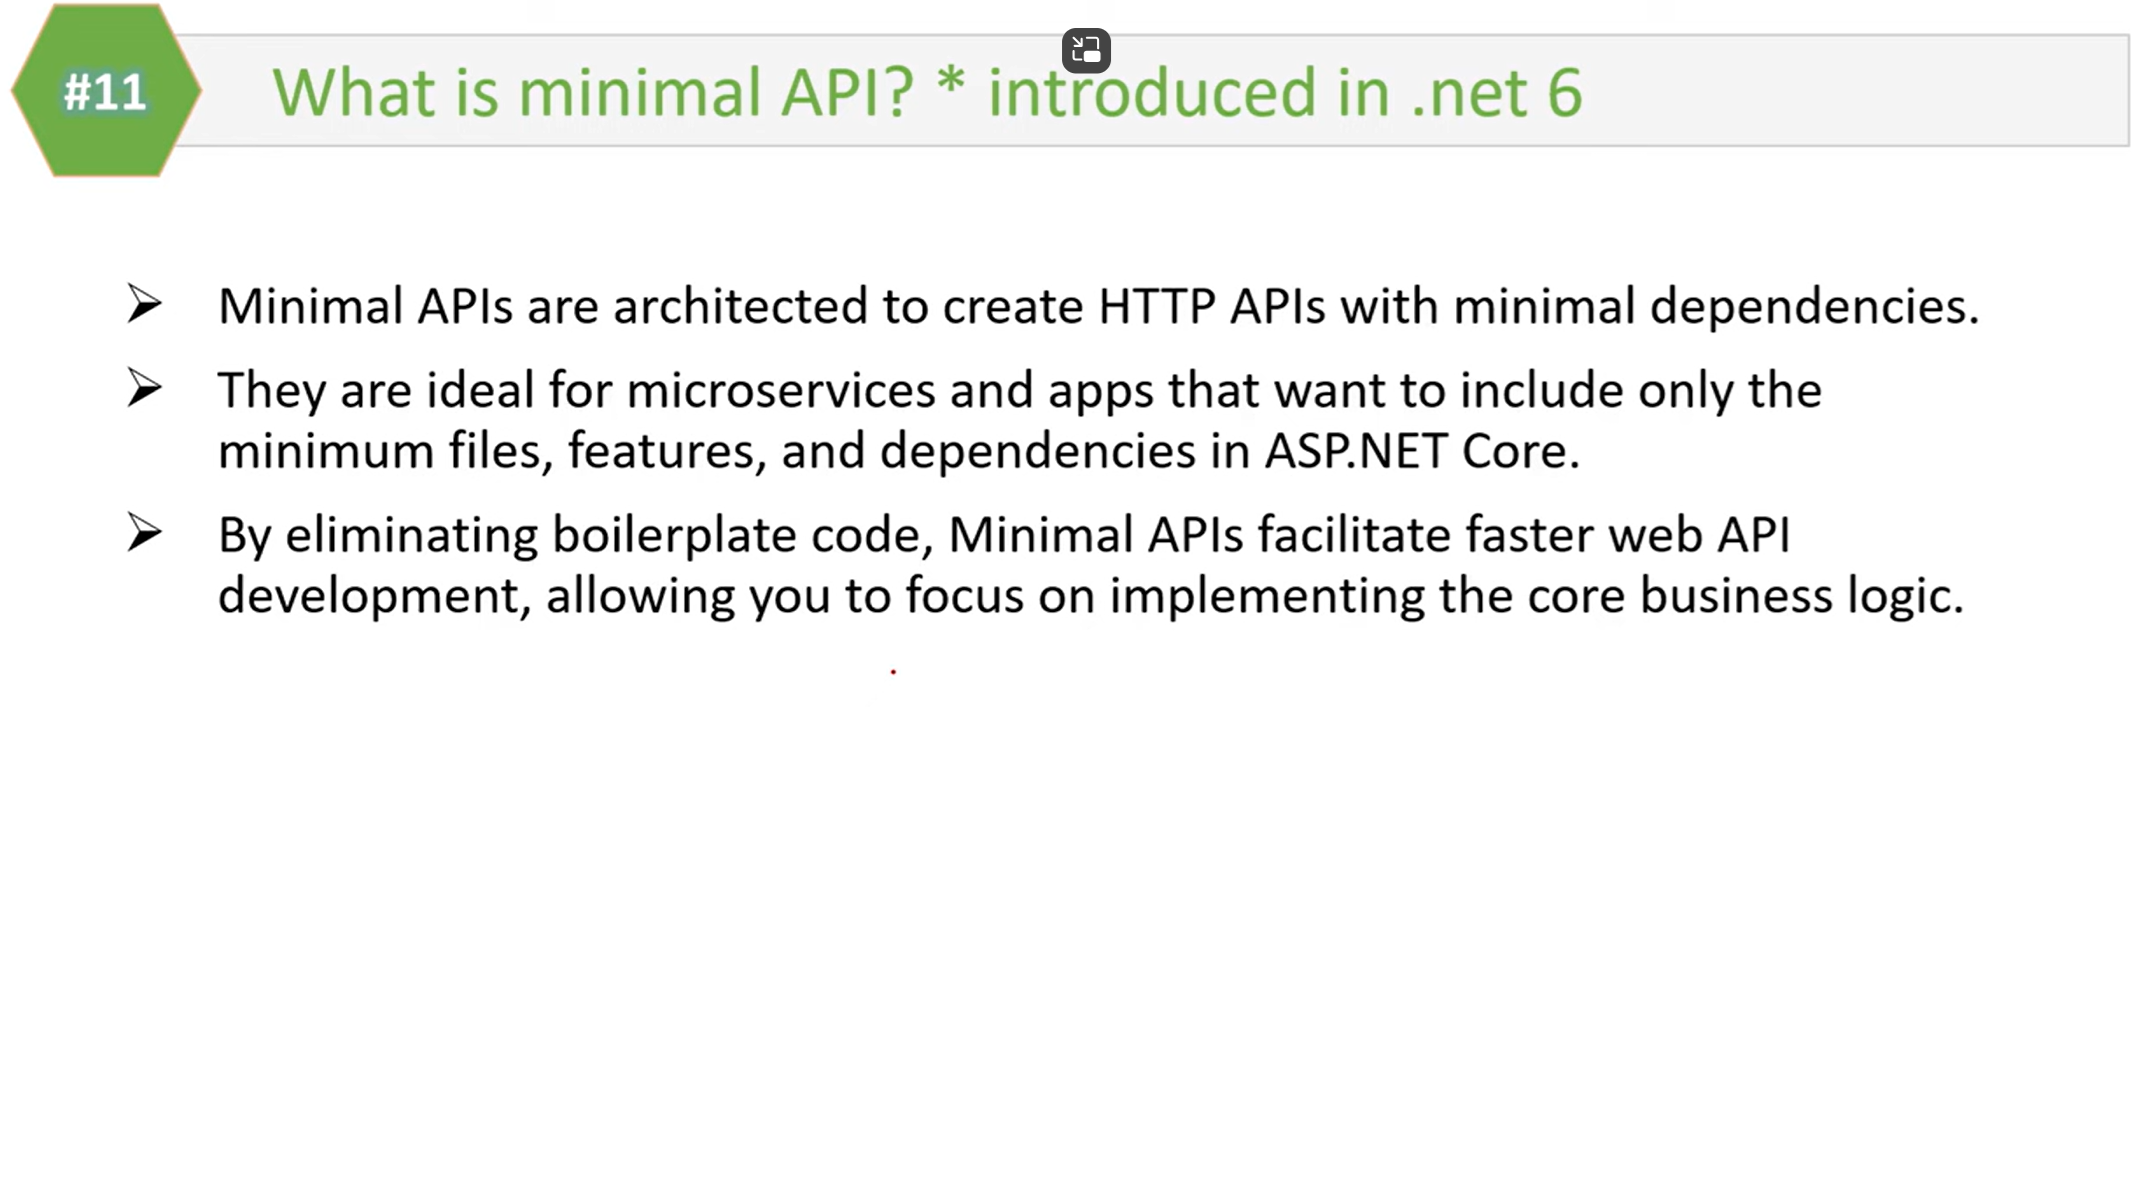 #11
What is minimal API? * introduced in .net 6
Minimal APIs are architected to create HTTP APIs with minimal dependencies.
They are ideal for microservices and apps that want to include only the
minimum files, features, and dependencies in ASP.NET Core.
By eliminating boilerplate code, Minimal APIs facilitate faster web API
development, allowing you to focus on implementing the core business logic.